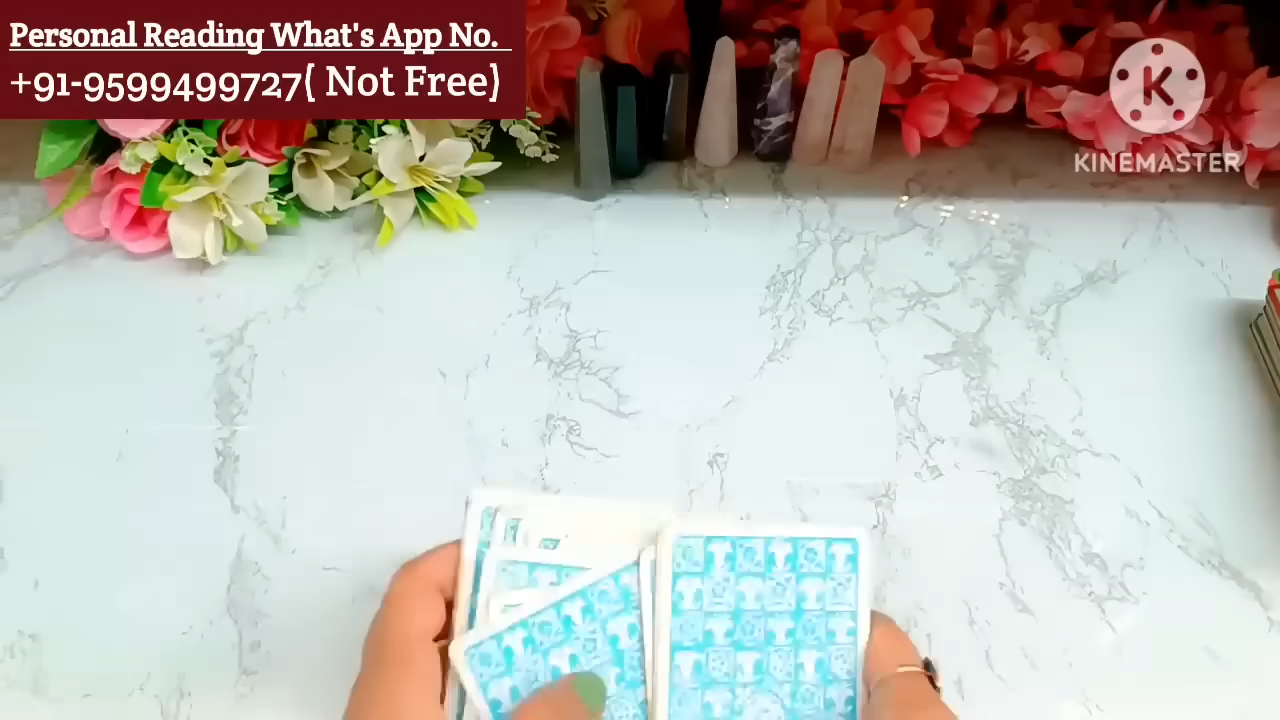 Personal Reading What's App No.
+91-9599499727( Not Free)
K
KINEMASTER